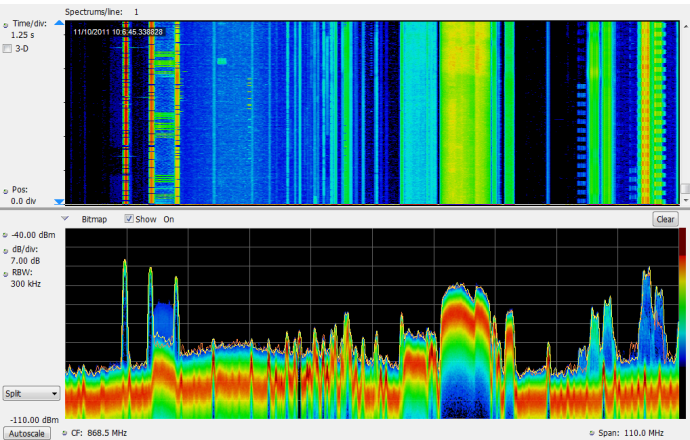 Spectrums/line: 1
Time/div:
1.25 s
3-D
11/10/2011 10:6:45.338828
Pos:
0.0 div
Bitmap Show On Clear
-40.00 dBm
dB/div:
7.00 dB
RBW:
300 kHz
Split
-110.00 dBm
Autoscale CF: 868.5 MHz Span: 110.0 MHz